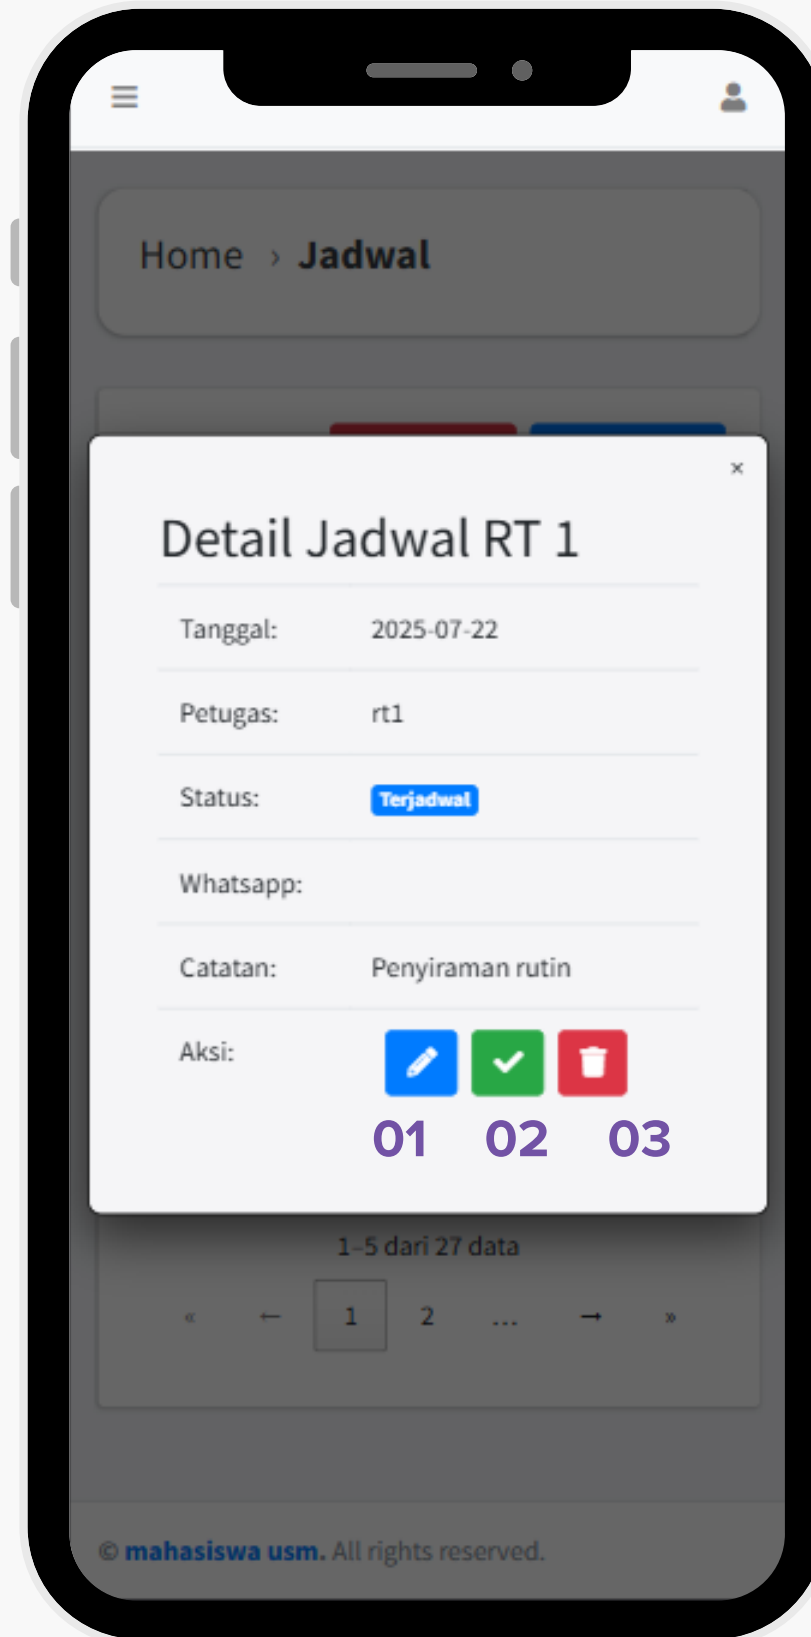 Home › Jadwal
×
Detail Jadwal RT 1
Tanggal: 2025-07-22
Petugas: rt1
Status: Terjadwal
Whatsapp:
Catatan: Penyiraman rutin
Aksi:
01 02 03
1–5 dari 27 data
« ← 1 2 ... → »
© mahasiswa usm. All rights reserved.